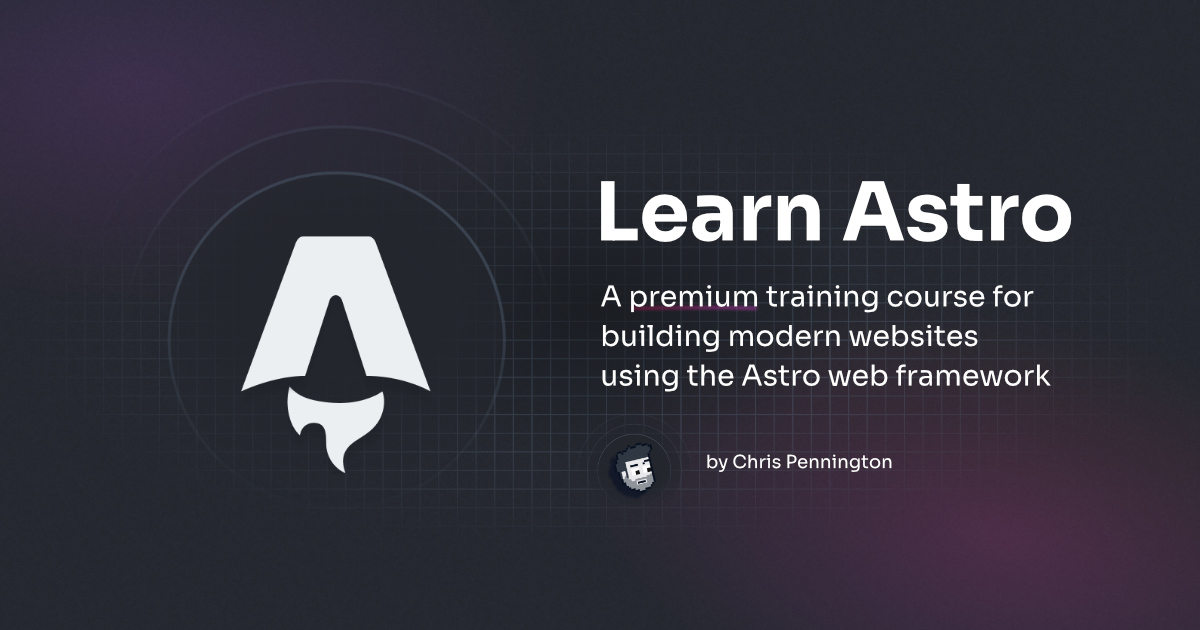 Learn Astro
A premium training course for
building modern websites
using the Astro web framework
by Chris Pennington